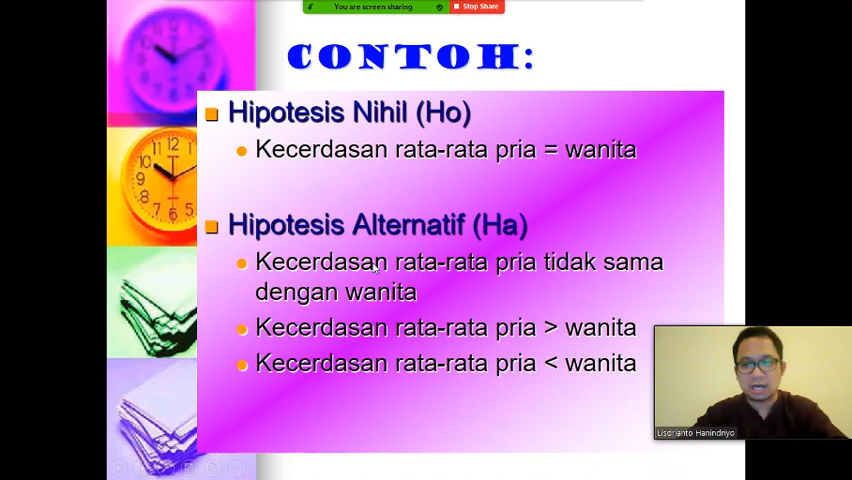 You are screen sharing
Stop Share
CONTOH:
Hipotesis Nihil (Ho)
Kecerdasan rata-rata pria = wanita
Hipotesis Alternatif (Ha)
Kecerdasan rata-rata pria tidak sama
dengan wanita
Kecerdasan rata-rata pria > wanita
Kecerdasan rata-rata pria < wanita
Lisdrianto Hanindriyo